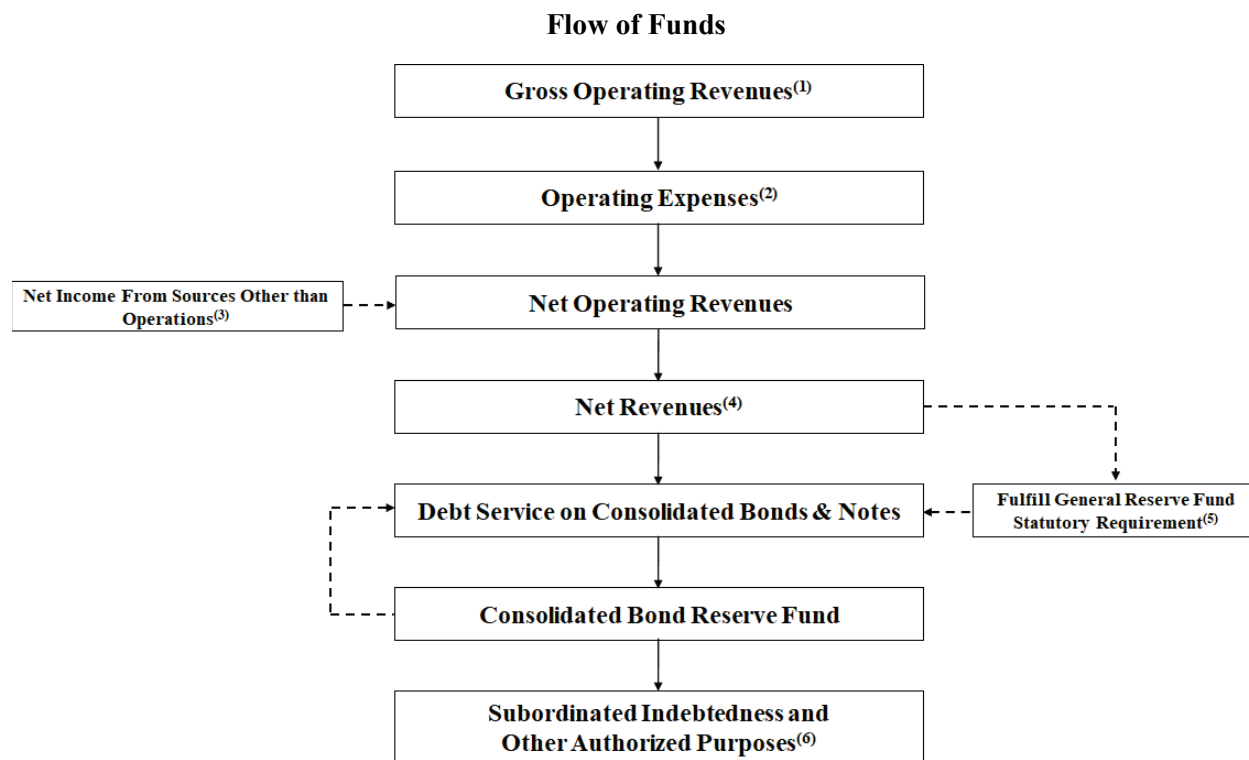 Flow of Funds
Gross Operating Revenues(1)
Operating Expenses(2)
Net Income From Sources Other than
Operations(3)
Net Operating Revenues
Net Revenues(4)
Debt Service on Consolidated Bonds & Notes
Fulfill General Reserve Fund
Statutory Requirement(5)
Consolidated Bond Reserve Fund
Subordinated Indebtedness and
Other Authorized Purposes(6)